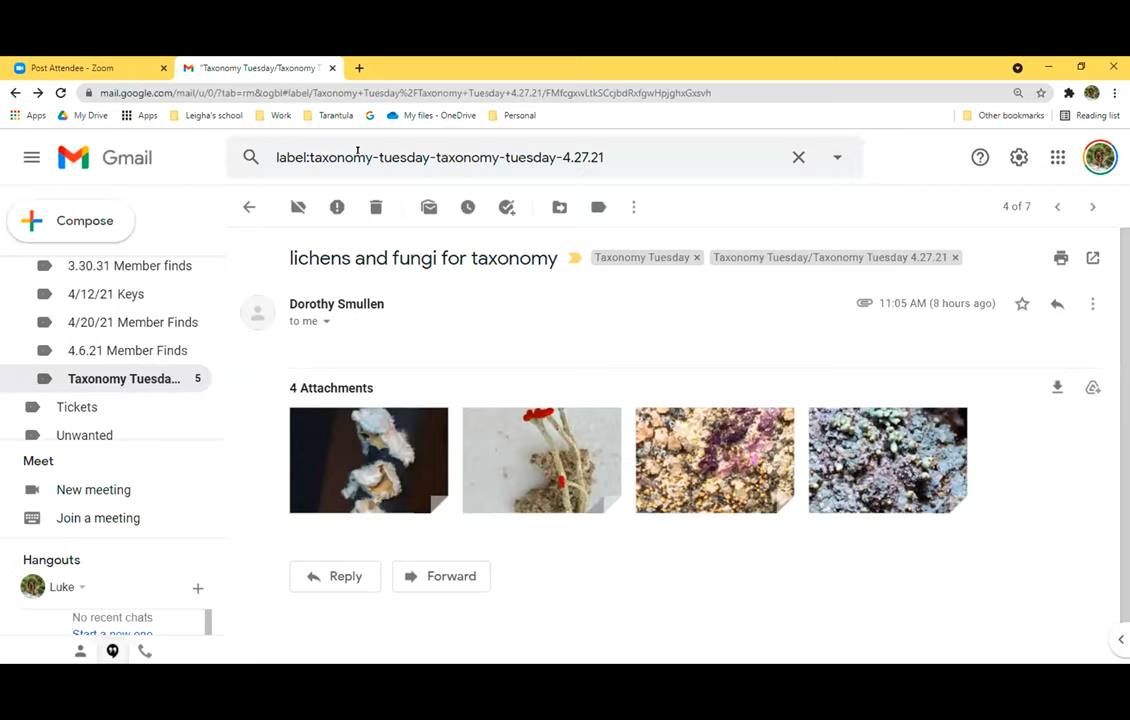 Post Attendee - Zoom
"Taxonomy Tuesday/Taxonomy T
mail.google.com/mail/u/0/?tab=rm&ogbl#label/Taxonomy+Tuesday%2FTaxonomy+Tuesday+4.27.21/FMfcgxwLtkSCcjbdRxfgwHpjghxGxsvh
Apps My Drive Apps Leigha's school Work Tarantula My files - OneDrive Personal Other bookmarks Reading list
Gmail
label:taxonomy-tuesday-taxonomy-tuesday-4.27.21
Compose
4 of 7
3.30.31 Member finds
4/12/21 Keys
4/20/21 Member Finds
4.6.21 Member Finds
Taxonomy Tuesda... 5
Tickets
Unwanted
Meet
New meeting
Join a meeting
Hangouts
Luke
No recent chats
Start a new one
lichens and fungi for taxonomy
Taxonomy Tuesday x
Taxonomy Tuesday/Taxonomy Tuesday 4.27.21 x
Dorothy Smullen
11:05 AM (8 hours ago)
to me
4 Attachments
Reply
Forward